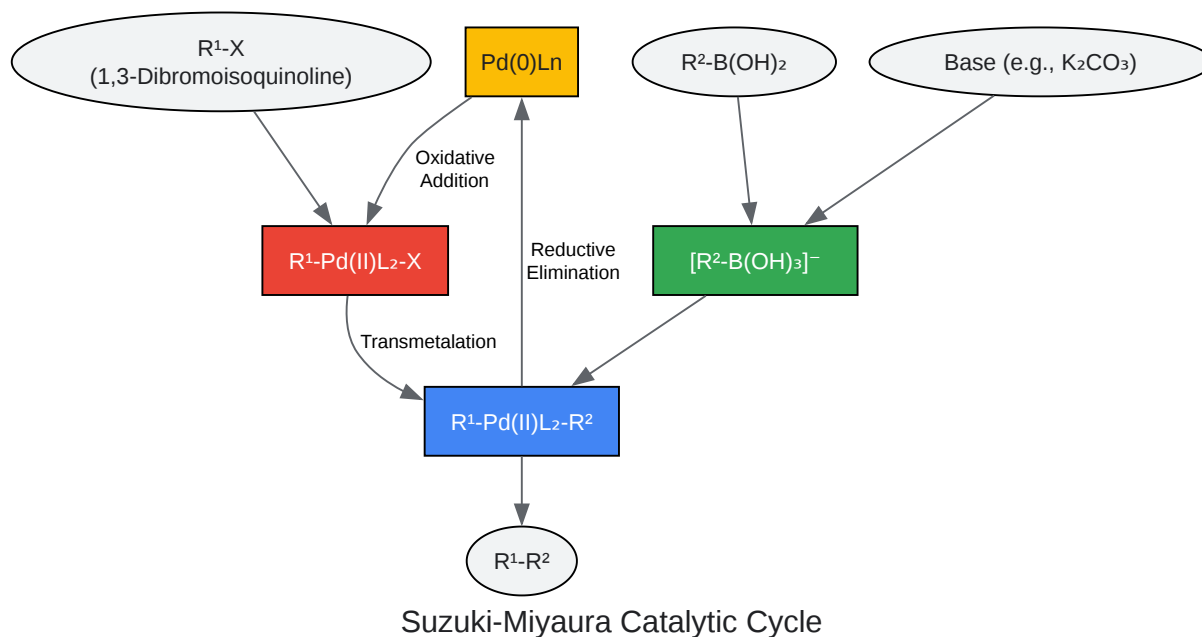 R¹-X
(1,3-Dibromoisoquinoline)
Pd(0)Ln
R²-B(OH)₂
Base (e.g., K₂CO₃)
Oxidative
Addition
R¹-Pd(II)L₂-X
Reductive
Elimination
[R²-B(OH)₃]⁻
Transmetalation
R¹-Pd(II)L₂-R²
R¹-R²
Suzuki-Miyaura Catalytic Cycle